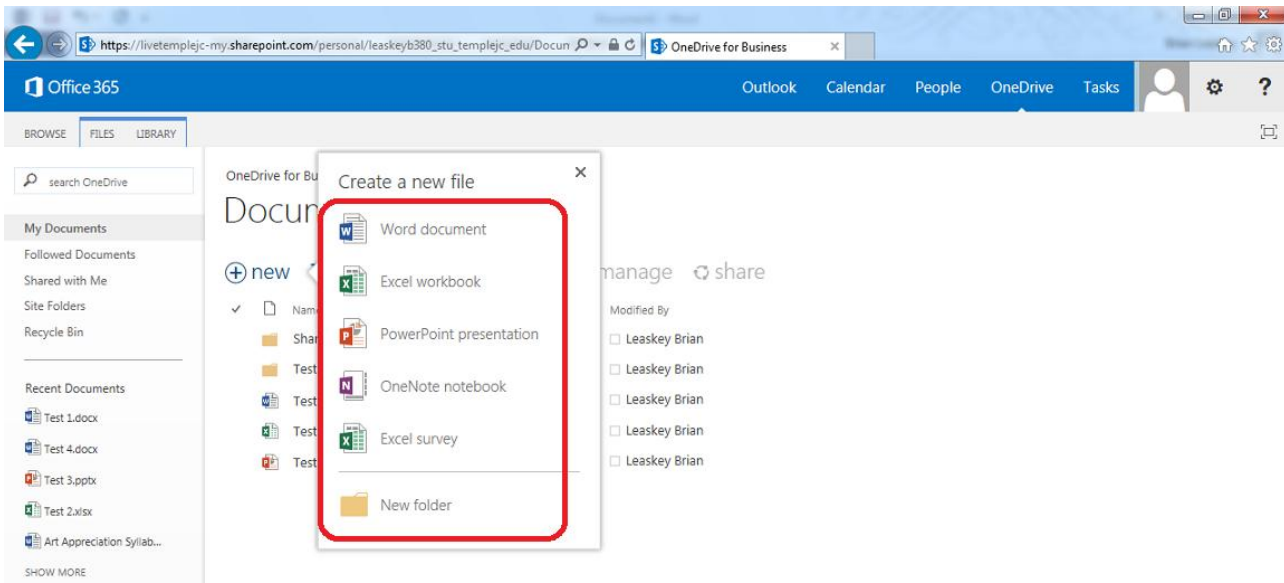 https://livetemplejc-my.sharepoint.com/personal/leaskeyb380_stu_templejc_edu/Docun
OneDrive for Business
Office 365
Outlook Calendar People OneDrive Tasks ?
BROWSE FILES LIBRARY
search OneDrive
My Documents
Followed Documents
Shared with Me
Site Folders
Recycle Bin
Recent Documents
Test 1.docx
Test 4.docx
Test 3.pptx
Test 2.xlsx
Art Appreciation Syllab...
SHOW MORE
OneDrive for Bu
Docum
new manage share
Nam Modified By
Shar Leaskey Brian
Test Leaskey Brian
Test Leaskey Brian
Test Leaskey Brian
Test Leaskey Brian
Create a new file
Word document
Excel workbook
PowerPoint presentation
OneNote notebook
Excel survey
New folder